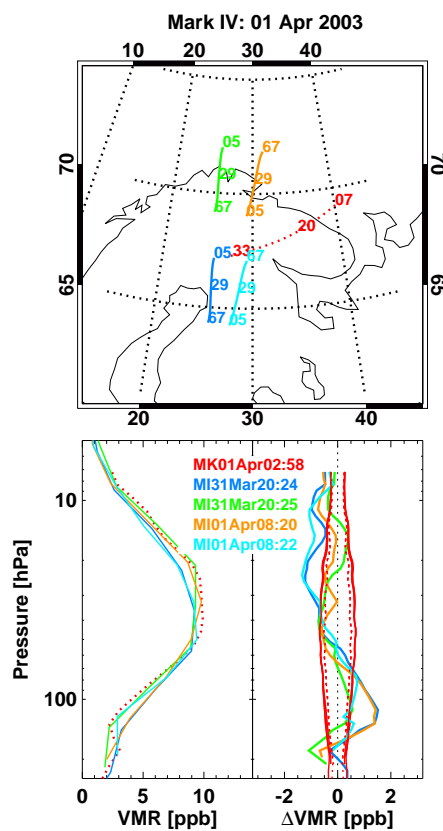 Mark IV: 01 Apr 2003
10 20 30 40
70 70
65 65
05 67
29 29
67 05
07
20
33
05 67
29 29
67 05
20 30 40
MK01Apr02:58
MI31Mar20:24
MI31Mar20:25
MI01Apr08:20
MI01Apr08:22
Pressure [hPa]
10
100
0 5 10
VMR [ppb]
-2 0 2
ΔVMR [ppb]